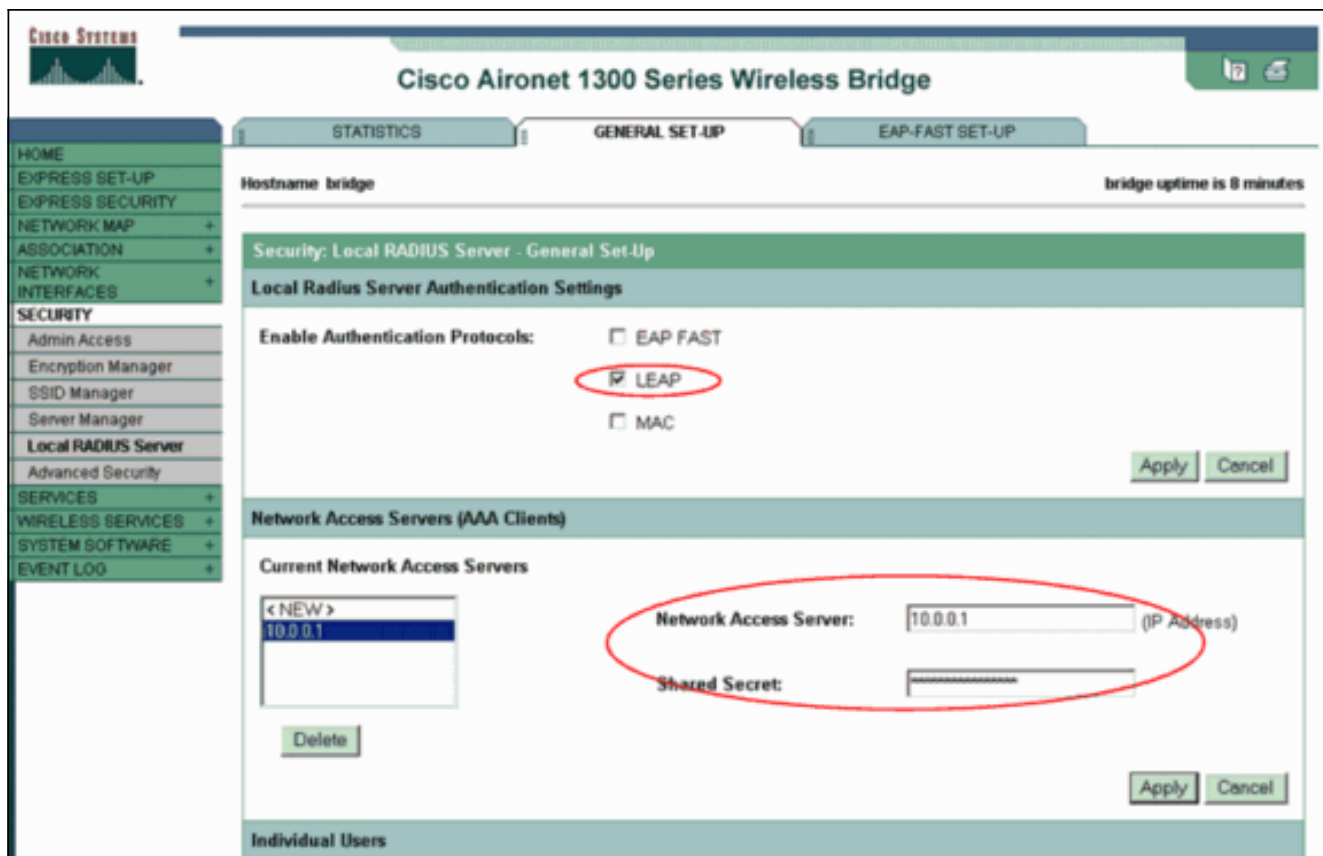 CISCO SYSTEMS
Cisco Aironet 1300 Series Wireless Bridge
STATISTICS
GENERAL SET-UP
EAP-FAST SET-UP
HOME
EXPRESS SET-UP
EXPRESS SECURITY
NETWORK MAP +
ASSOCIATION +
NETWORK
INTERFACES +
SECURITY
Admin Access
Encryption Manager
SSID Manager
Server Manager
Local RADIUS Server
Advanced Security
SERVICES +
WIRELESS SERVICES +
SYSTEM SOFTWARE +
EVENT LOG +
Hostname bridge
bridge uptime is 8 minutes
Security: Local RADIUS Server - General Set-Up
Local Radius Server Authentication Settings
Enable Authentication Protocols:
EAP FAST
LEAP
MAC
Apply Cancel
Network Access Servers (AAA Clients)
Current Network Access Servers
< NEW >
10.0.0.1
Delete
Network Access Server: 10.0.0.1 (IP Address)
Shared Secret:
Apply Cancel
Individual Users